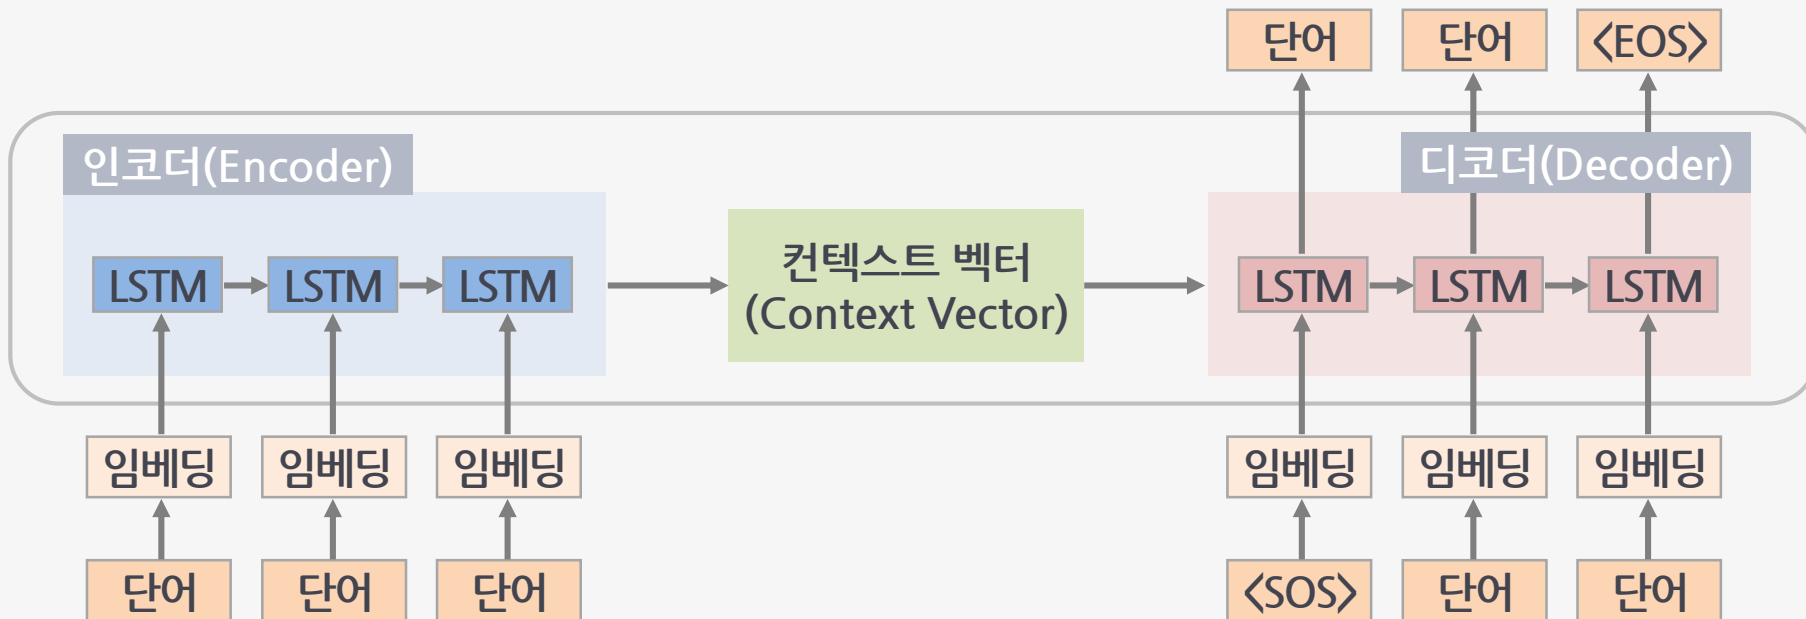 단어 단어 <EOS>
인코더(Encoder)
디코더(Decoder)
LSTM LSTM LSTM
컨텍스트 벡터
(Context Vector)
LSTM LSTM LSTM
임베딩 임베딩 임베딩
임베딩 임베딩 임베딩
단어 단어 단어
<SOS> 단어 단어